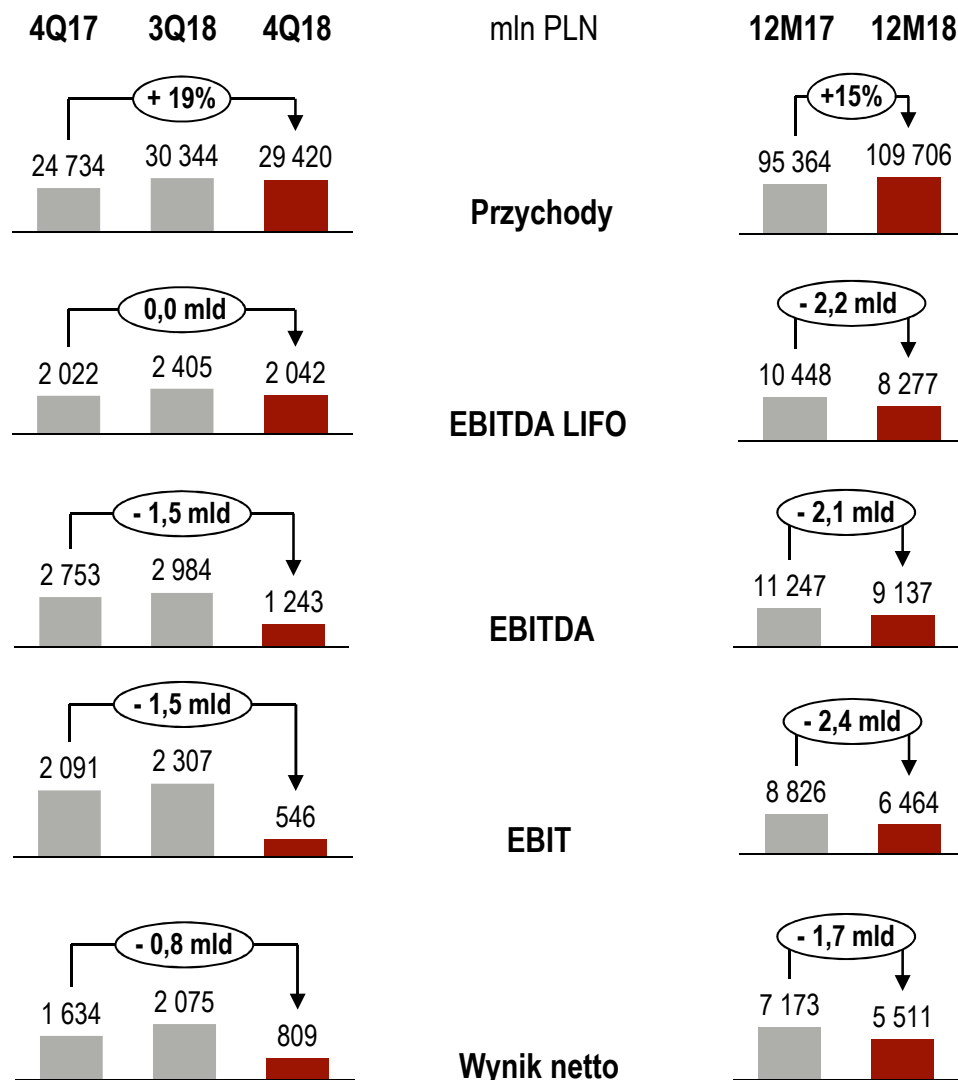 4Q17 3Q18 4Q18 mln PLN 12M17 12M18
+ 19% +15%
24 734 30 344 29 420 95 364 109 706
Przychody
0,0 mld - 2,2 mld
2 022 2 405 2 042 10 448 8 277
EBITDA LIFO
- 1,5 mld - 2,1 mld
2 753 2 984 1 243 11 247 9 137
EBITDA
- 1,5 mld - 2,4 mld
2 091 2 307 546 8 826 6 464
EBIT
- 0,8 mld - 1,7 mld
1 634 2 075 809 7 173 5 511
Wynik netto